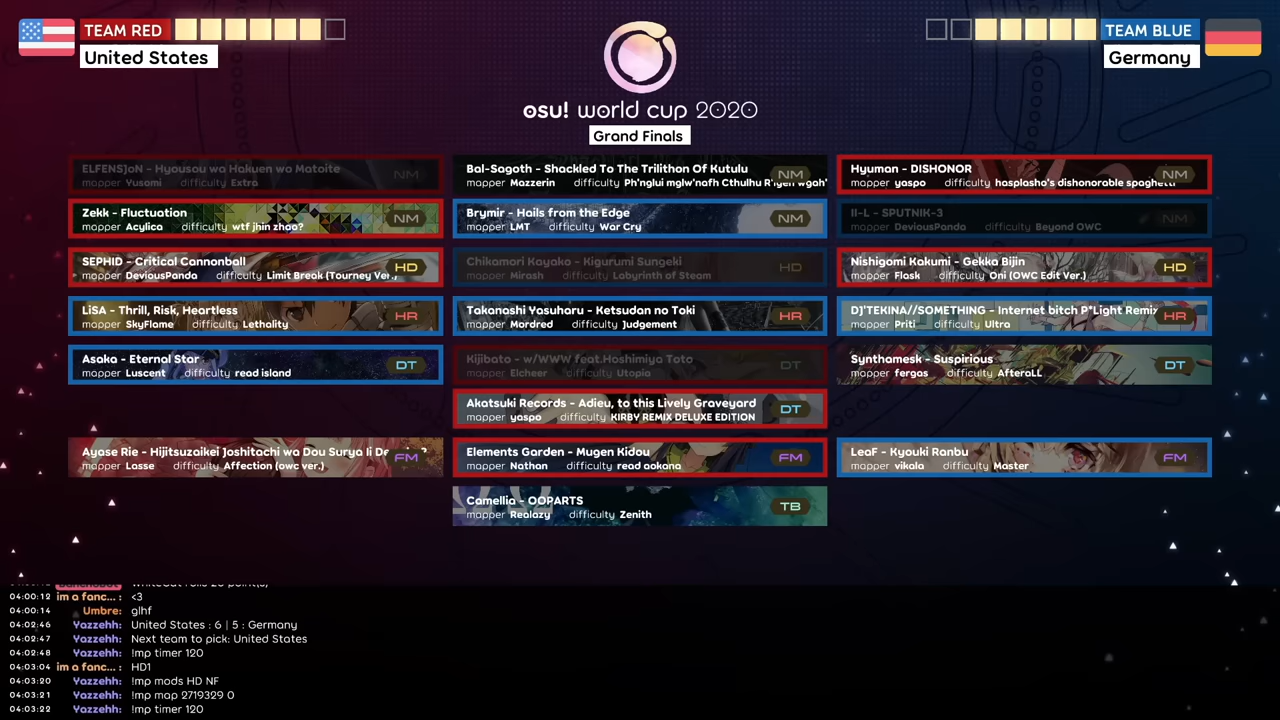 TEAM RED
United States
TEAM BLUE
Germany
osu! world cup 2020
Grand Finals
ELFENSJoN - Hyousou wa Hakuen wo Matoite NM
mapper Yusomi difficulty Extra
Bal-Sagoth - Shackled To The Trilithon Of Kutulu NM
mapper Mazzerin difficulty Ph'nglui mglw'nafh Cthulhu R'lyeh wgah'
Hyuman - DISHONOR NM
mapper yaspo difficulty hasplosho's dishonorable spaghetti
Zekk - Fluctuation NM
mapper Acylica difficulty wtf jhin zhao?
Brymir - Hails from the Edge NM
mapper LMT difficulty War Cry
II-L - SPUTNIK-3 NM
mapper DeviousPanda difficulty Beyond OWC
SEPHID - Critical Cannonball HD
mapper DeviousPanda difficulty Limit Break (Tourney Ver.)
Chikamori Kayako - Kigurumi Sungeki HD
mapper Mirash difficulty Labyrinth of Steam
Nishigomi Kakumi - Gekka Bijin HD
mapper Flask difficulty Oni (OWC Edit Ver.)
LiSA - Thrill, Risk, Heartless HR
mapper SkyFlame difficulty Lethality
Takanashi Yasuharu - Ketsudan no Toki HR
mapper Mordred difficulty Judgement
DJ'TEKINA//SOMETHING - Internet bitch P*Light Remix HR
mapper Priti difficulty Ultra
Asaka - Eternal Star DT
mapper Luscent difficulty read island
Kijibato - w/WWW feat.Hoshimiya Toto DT
mapper Elcheer difficulty Utopia
Synthamesk - Suspirious DT
mapper fergas difficulty AfteraLL
Akatsuki Records - Adieu, to this Lively Graveyard DT
mapper yaspo difficulty KIRBY REMIX DELUXE EDITION
Ayase Rie - Hijitsuzaikei Joshitachi wa Dou Surya Ii De ? FM
mapper Lasse difficulty Affection (owc ver.)
Elements Garden - Mugen Kidou FM
mapper Nathan difficulty read aokana
LeaF - Kyouki Ranbu FM
mapper vikala difficulty Master
Camellia - OOPARTS TB
mapper Realazy difficulty Zenith
04:00:12 im a fanc... : <3
04:00:14 Umbre: glhf
04:02:46 Yazzehh: United States : 6 | 5 : Germany
04:02:47 Yazzehh: Next team to pick: United States
04:02:48 Yazzehh: !mp timer 120
04:03:04 im a fanc... : HD1
04:03:20 Yazzehh: !mp mods HD NF
04:03:21 Yazzehh: !mp map 2719329 0
04:03:22 Yazzehh: !mp timer 120